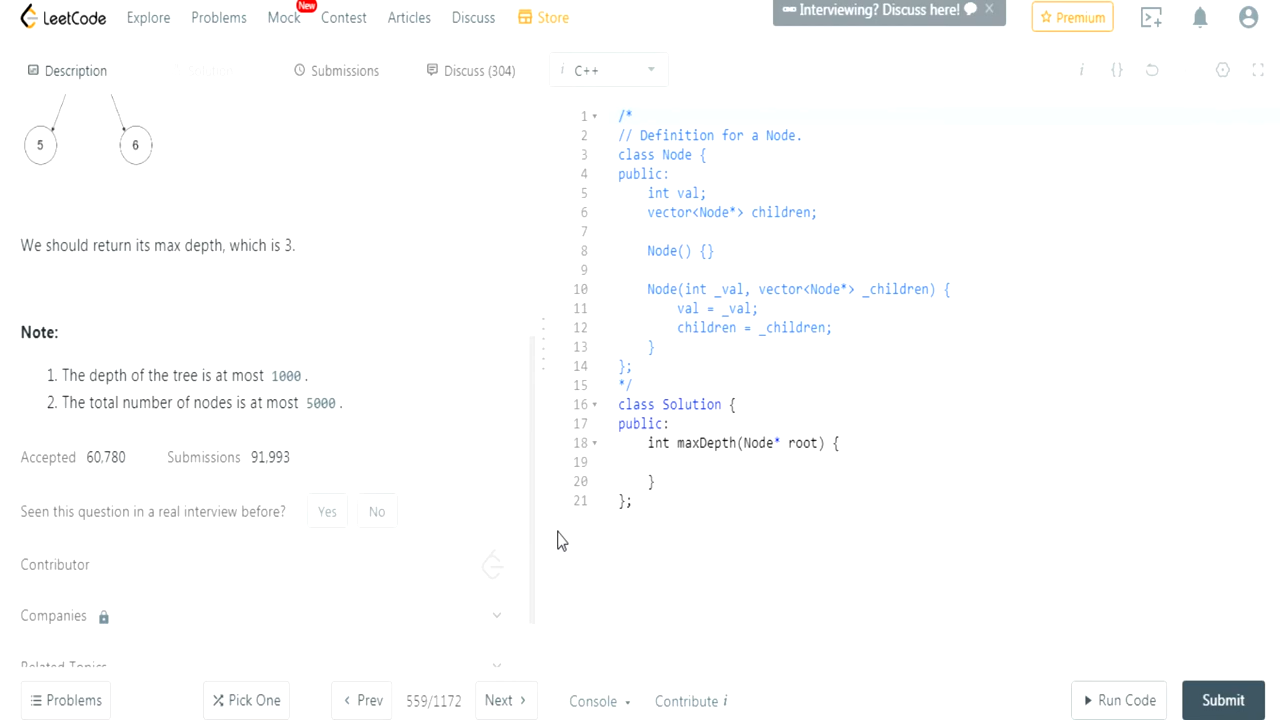 LeetCode Explore Problems Mock New Contest Articles Discuss Store Interviewing? Discuss here! Premium
Description Solution Submissions Discuss (304) i C++
5 6
We should return its max depth, which is 3.
Note:
1. The depth of the tree is at most 1000 .
2. The total number of nodes is at most 5000 .
Accepted 60,780 Submissions 91,993
Seen this question in a real interview before? Yes No
Contributor
Companies
Related Topics
1 /*
2 // Definition for a Node.
3 class Node {
4 public:
5 int val;
6 vector<Node*> children;
7
8 Node() {}
9
10 Node(int _val, vector<Node*> _children) {
11 val = _val;
12 children = _children;
13 }
14 };
15 */
16 class Solution {
17 public:
18 int maxDepth(Node* root) {
19
20 }
21 };
Problems Pick One < Prev 559/1172 Next > Console Contribute i Run Code Submit